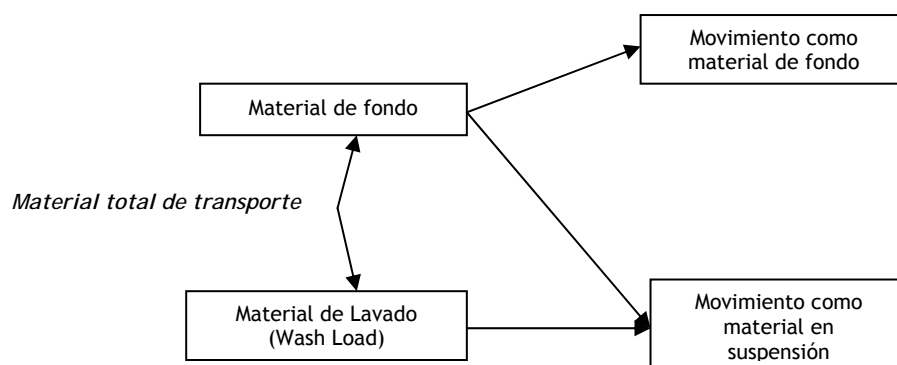 Movimiento como
material de fondo
Material de fondo
Material total de transporte
Material de Lavado
(Wash Load)
Movimiento como
material en
suspensión